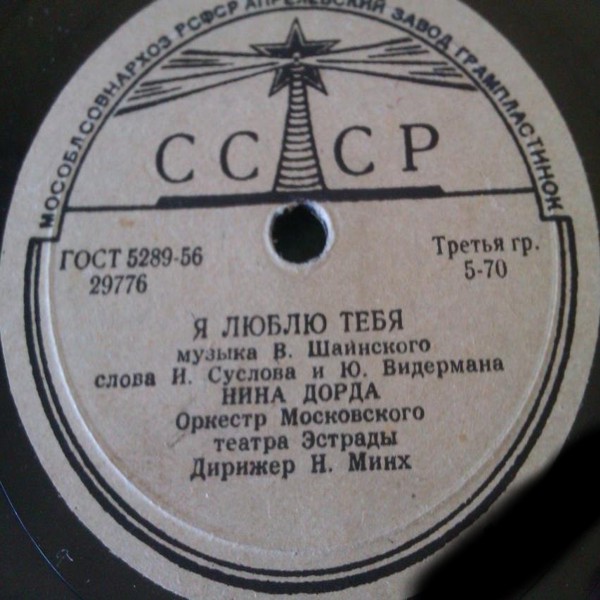 МОСОБЛСОВНАРХОЗ РСФСР АПРЕЛЕВСКИЙ ЗАВОД ГРАМПЛАСТИНОК
СССР
ГОСТ 5289-56
29776
Третья гр.
5-70
Я ЛЮБЛЮ ТЕБЯ
музыка В. Шаинского
слова И. Суслова и Ю. Видермана
НИНА ДОРДА
Оркестр Московского
театра Эстрады
Дирижер Н. Минх